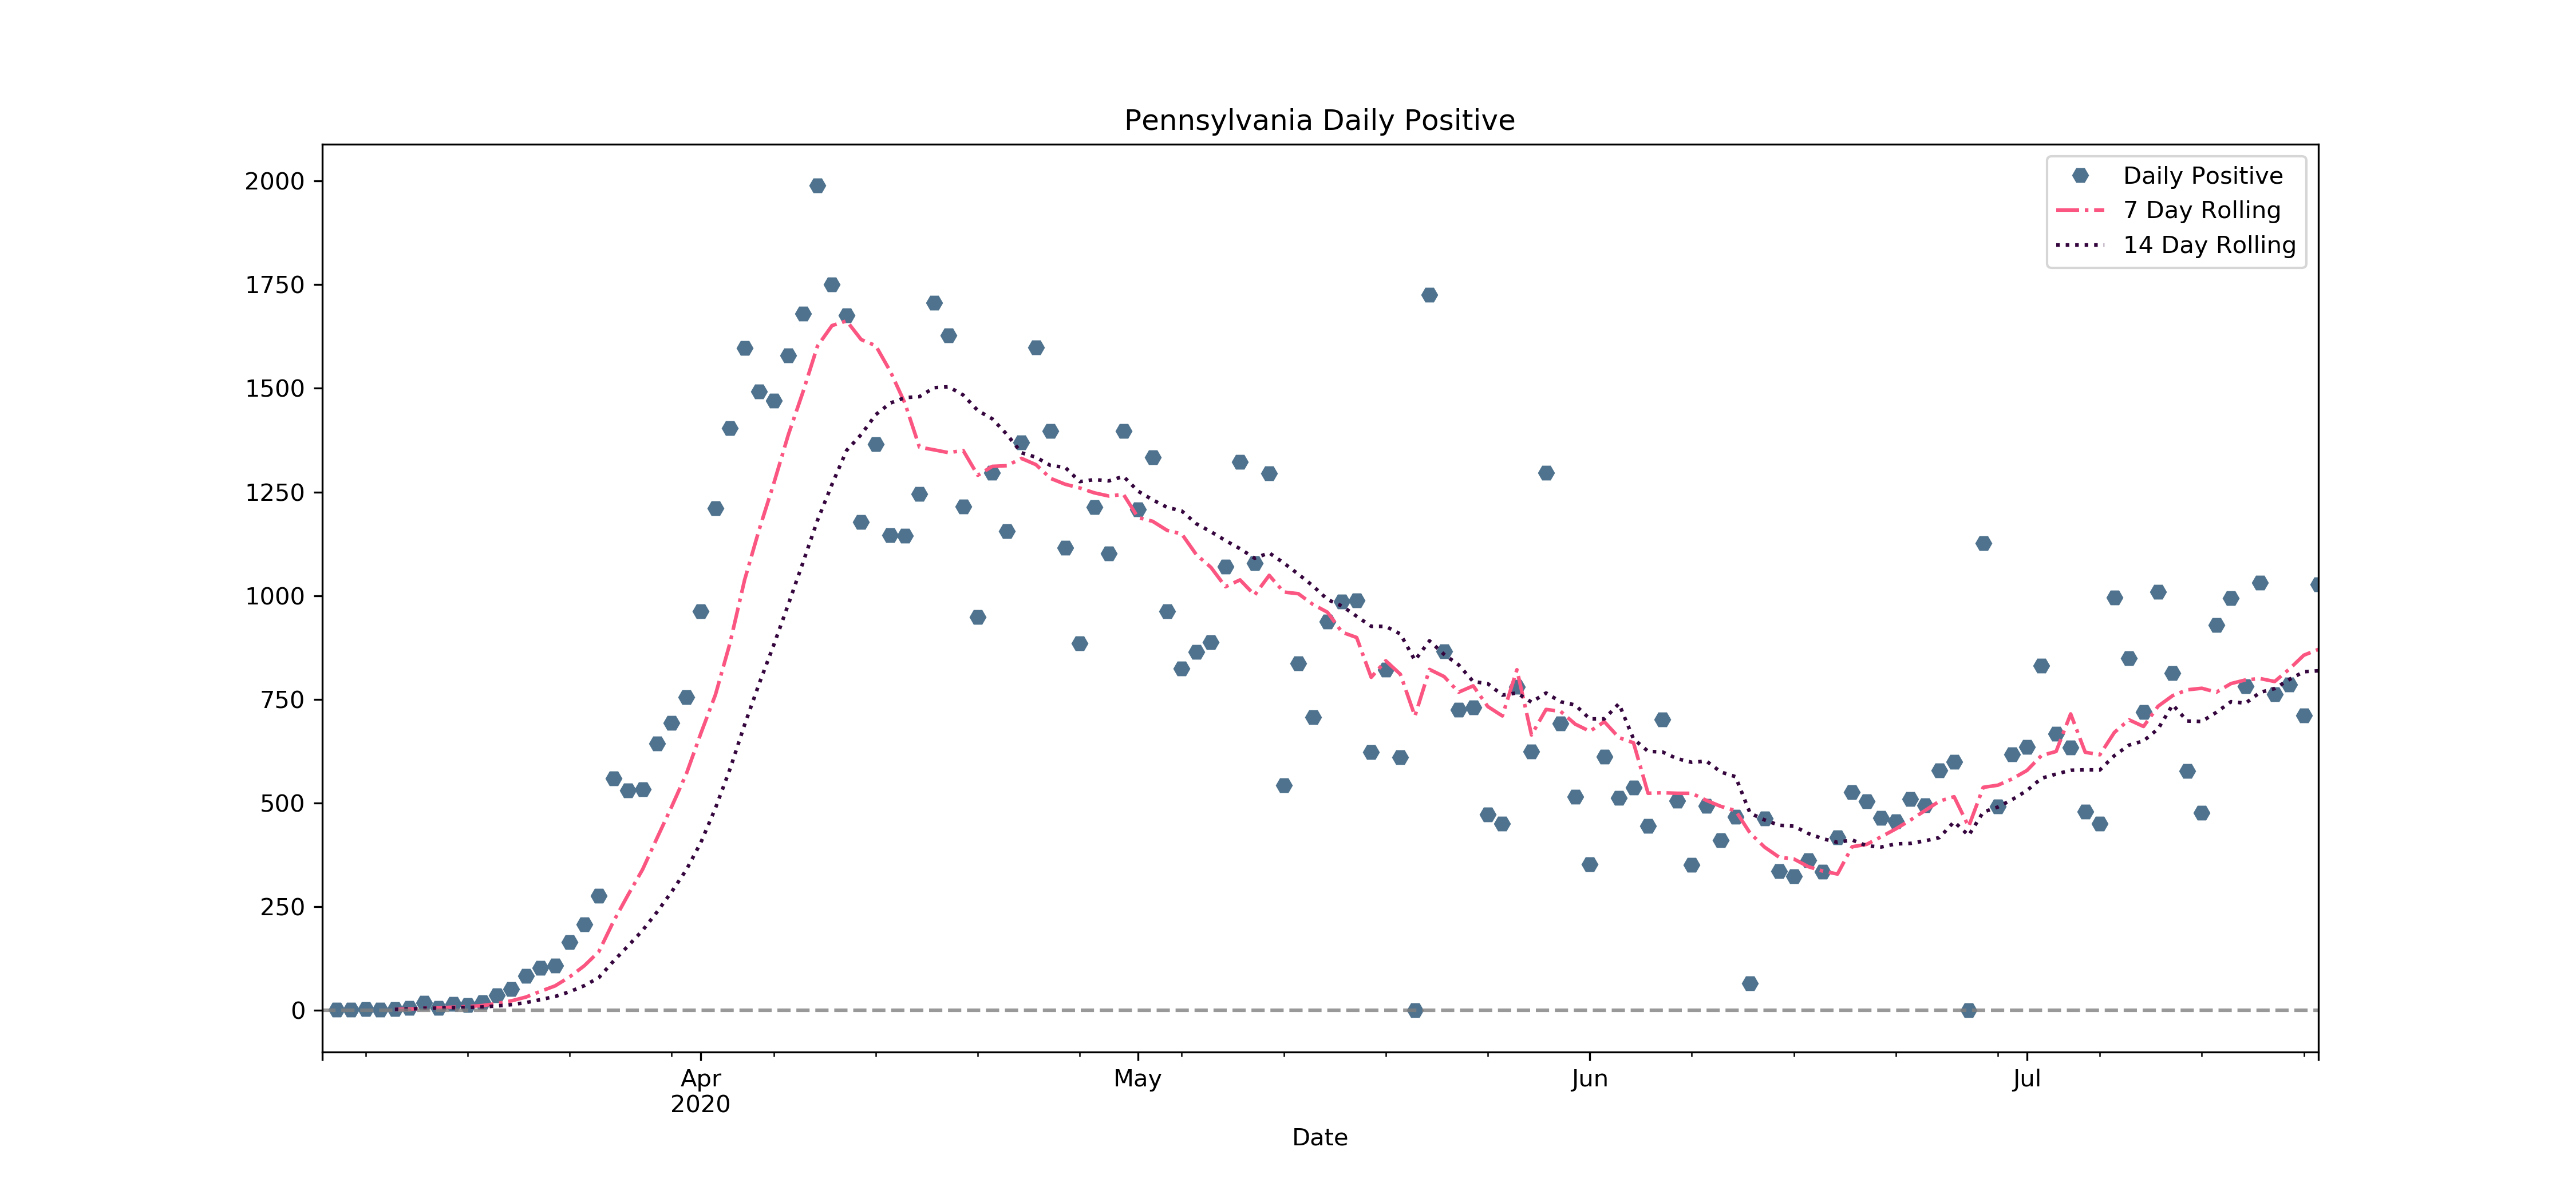 Pennsylvania Daily Positive
Daily Positive
7 Day Rolling
14 Day Rolling
2000
1750
1500
1250
1000
750
500
250
0
Apr
2020
May
Jun
Jul
Date